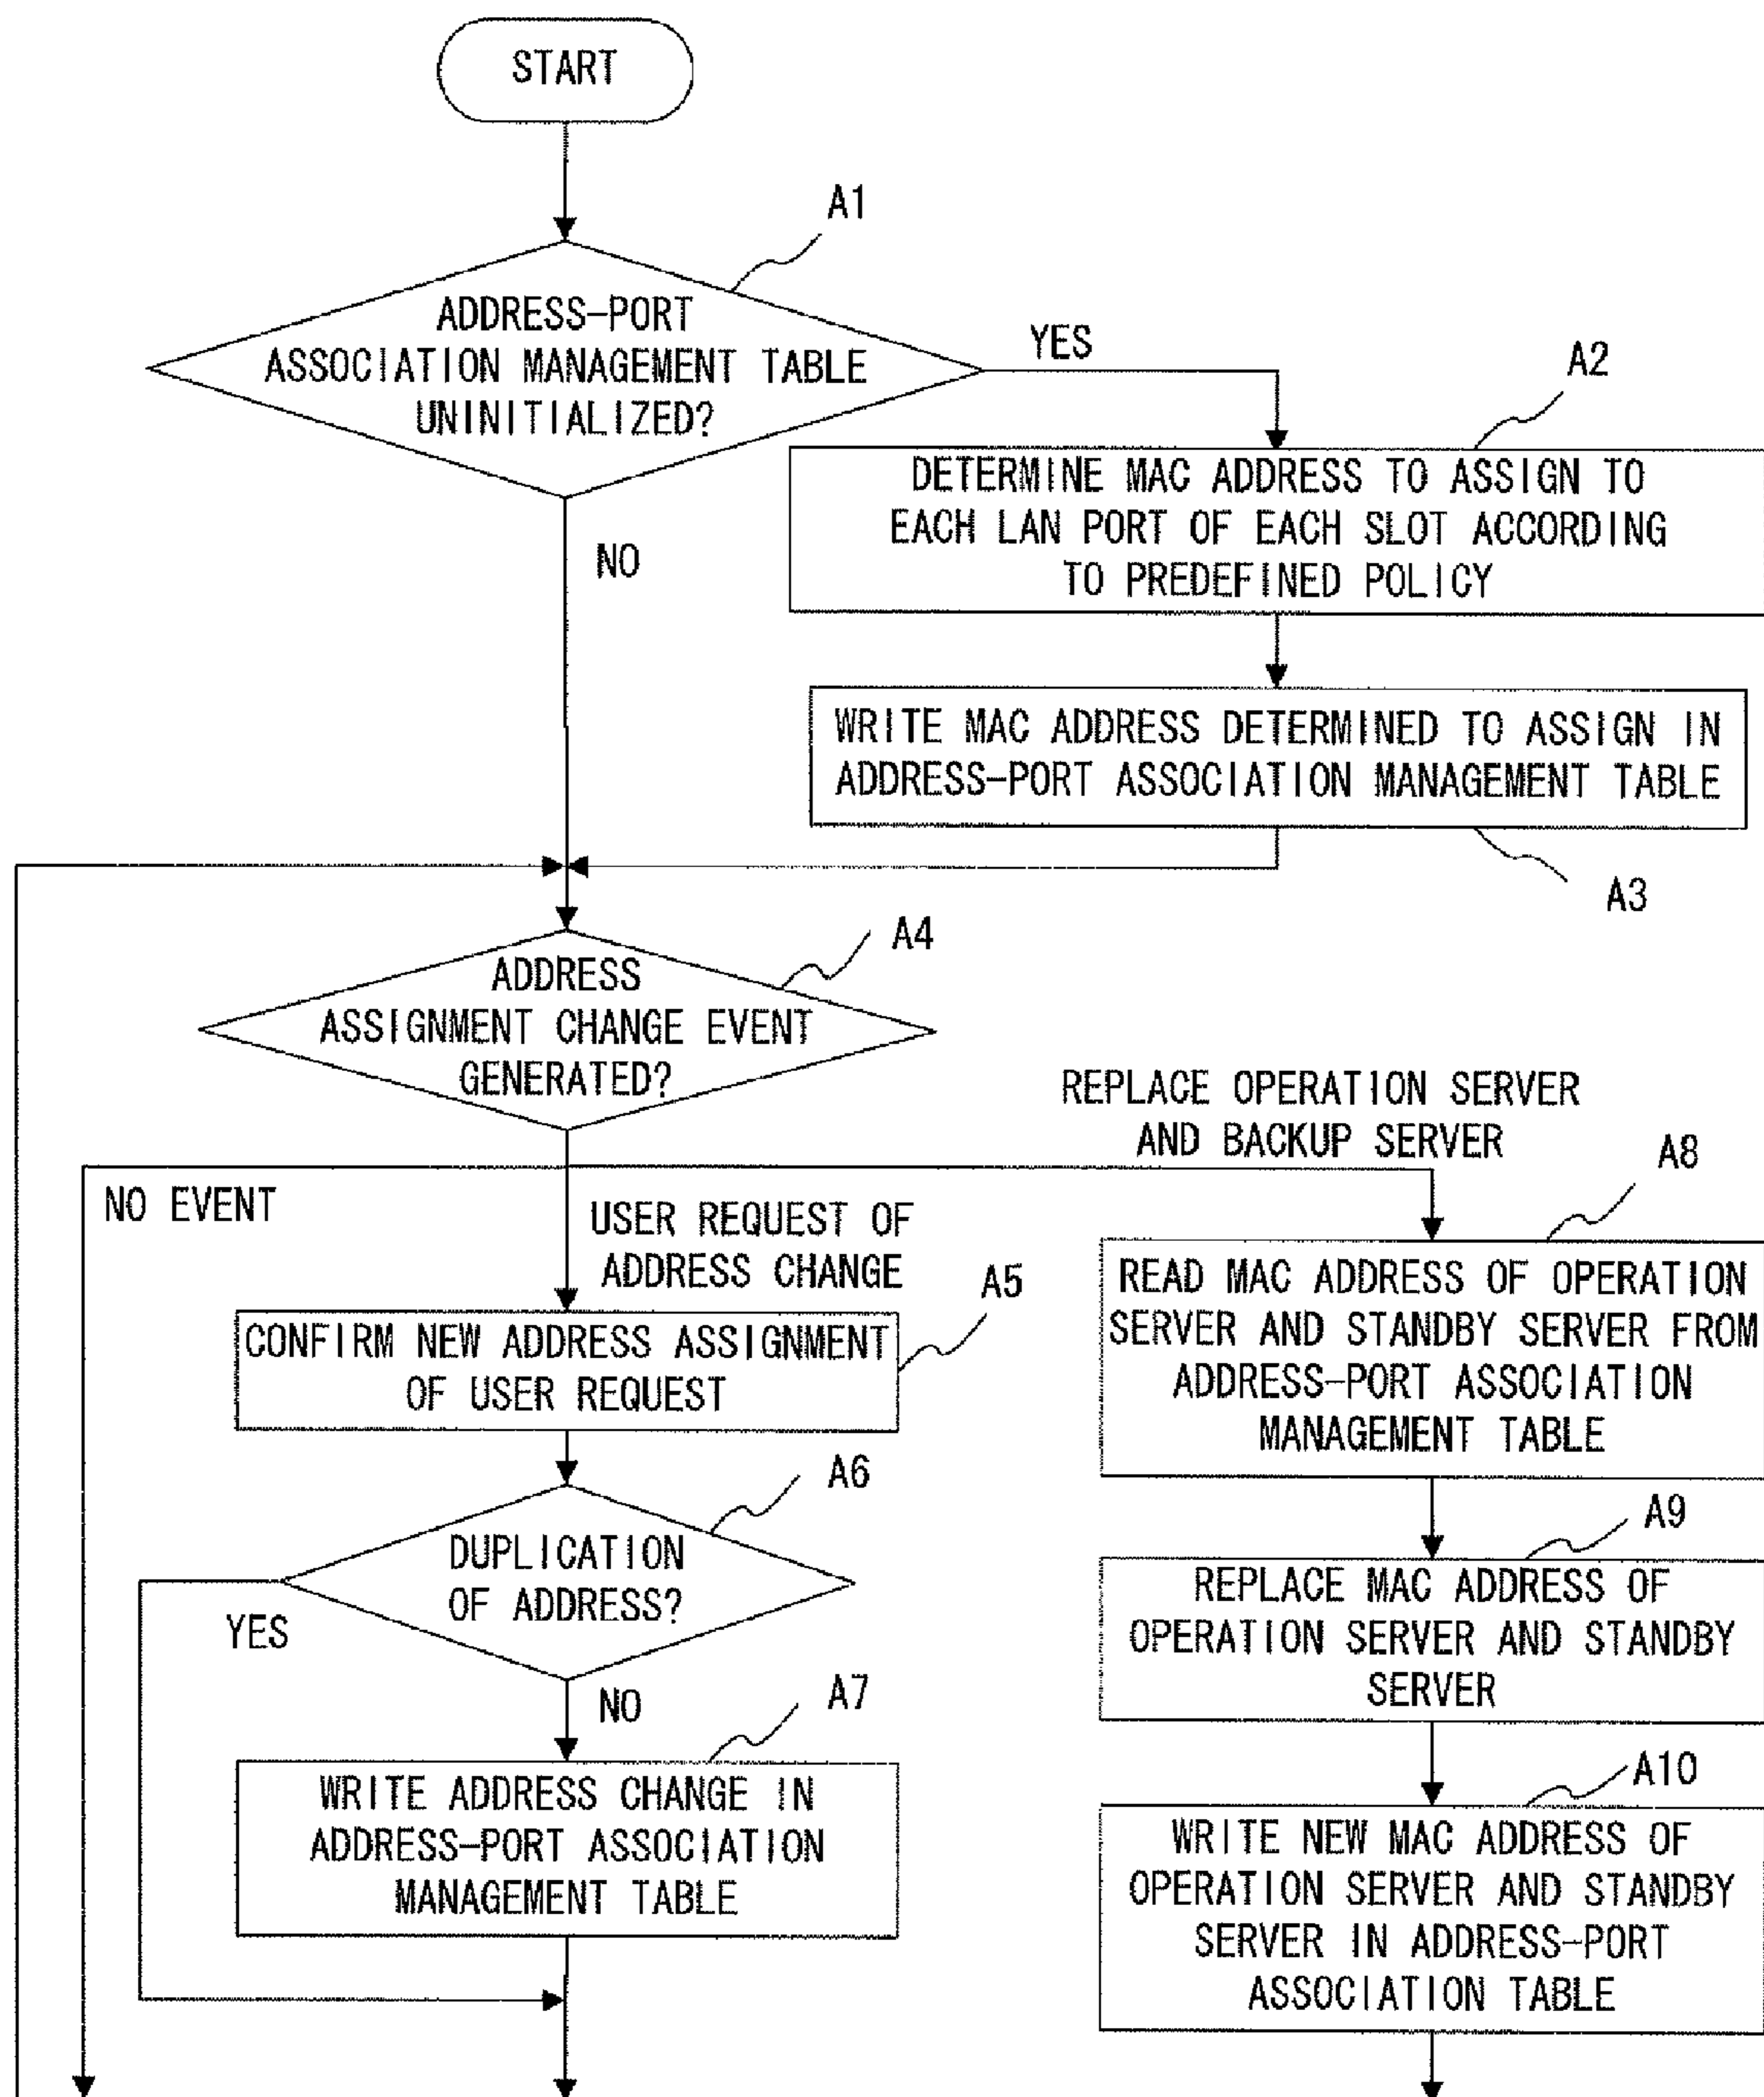 START
A1
ADDRESS-PORT
ASSOCIATION MANAGEMENT TABLE
UNINITIALIZED?
YES
NO
A2
DETERMINE MAC ADDRESS TO ASSIGN TO
EACH LAN PORT OF EACH SLOT ACCORDING
TO PREDEFINED POLICY
WRITE MAC ADDRESS DETERMINED TO ASSIGN IN
ADDRESS-PORT ASSOCIATION MANAGEMENT TABLE
A3
A4
ADDRESS
ASSIGNMENT CHANGE EVENT
GENERATED?
NO EVENT
USER REQUEST OF
ADDRESS CHANGE
REPLACE OPERATION SERVER
AND BACKUP SERVER
A5
CONFIRM NEW ADDRESS ASSIGNMENT
OF USER REQUEST
A6
DUPLICATION
OF ADDRESS?
YES
NO
A7
WRITE ADDRESS CHANGE IN
ADDRESS-PORT ASSOCIATION
MANAGEMENT TABLE
A8
READ MAC ADDRESS OF OPERATION
SERVER AND STANDBY SERVER FROM
ADDRESS-PORT ASSOCIATION
MANAGEMENT TABLE
A9
REPLACE MAC ADDRESS OF
OPERATION SERVER AND STANDBY
SERVER
A10
WRITE NEW MAC ADDRESS OF
OPERATION SERVER AND STANDBY
SERVER IN ADDRESS-PORT
ASSOCIATION TABLE